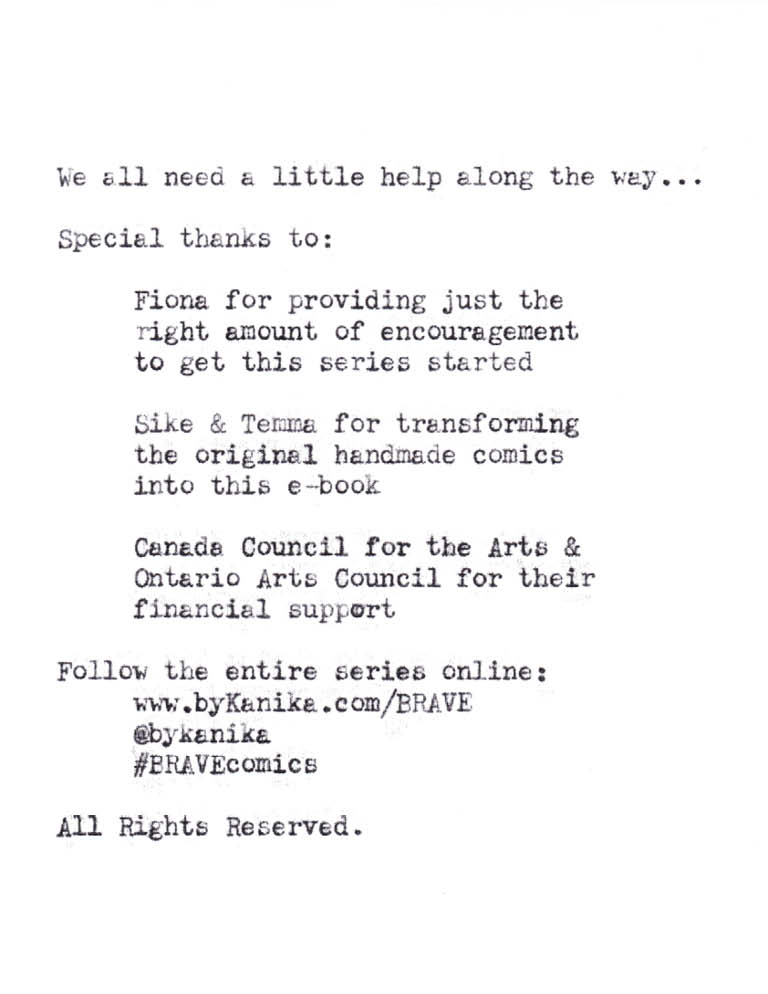 We all need a little help along the way...
Special thanks to:
Fiona for providing just the
right amount of encouragement
to get this series started
Sike & Temma for transforming
the original handmade comics
into this e-book
Canada Council for the Arts &
Ontario Arts Council for their
financial support
Follow the entire series online:
www.byKanika.com/BRAVE
@bykanika
#BRAVEcomics
All Rights Reserved.